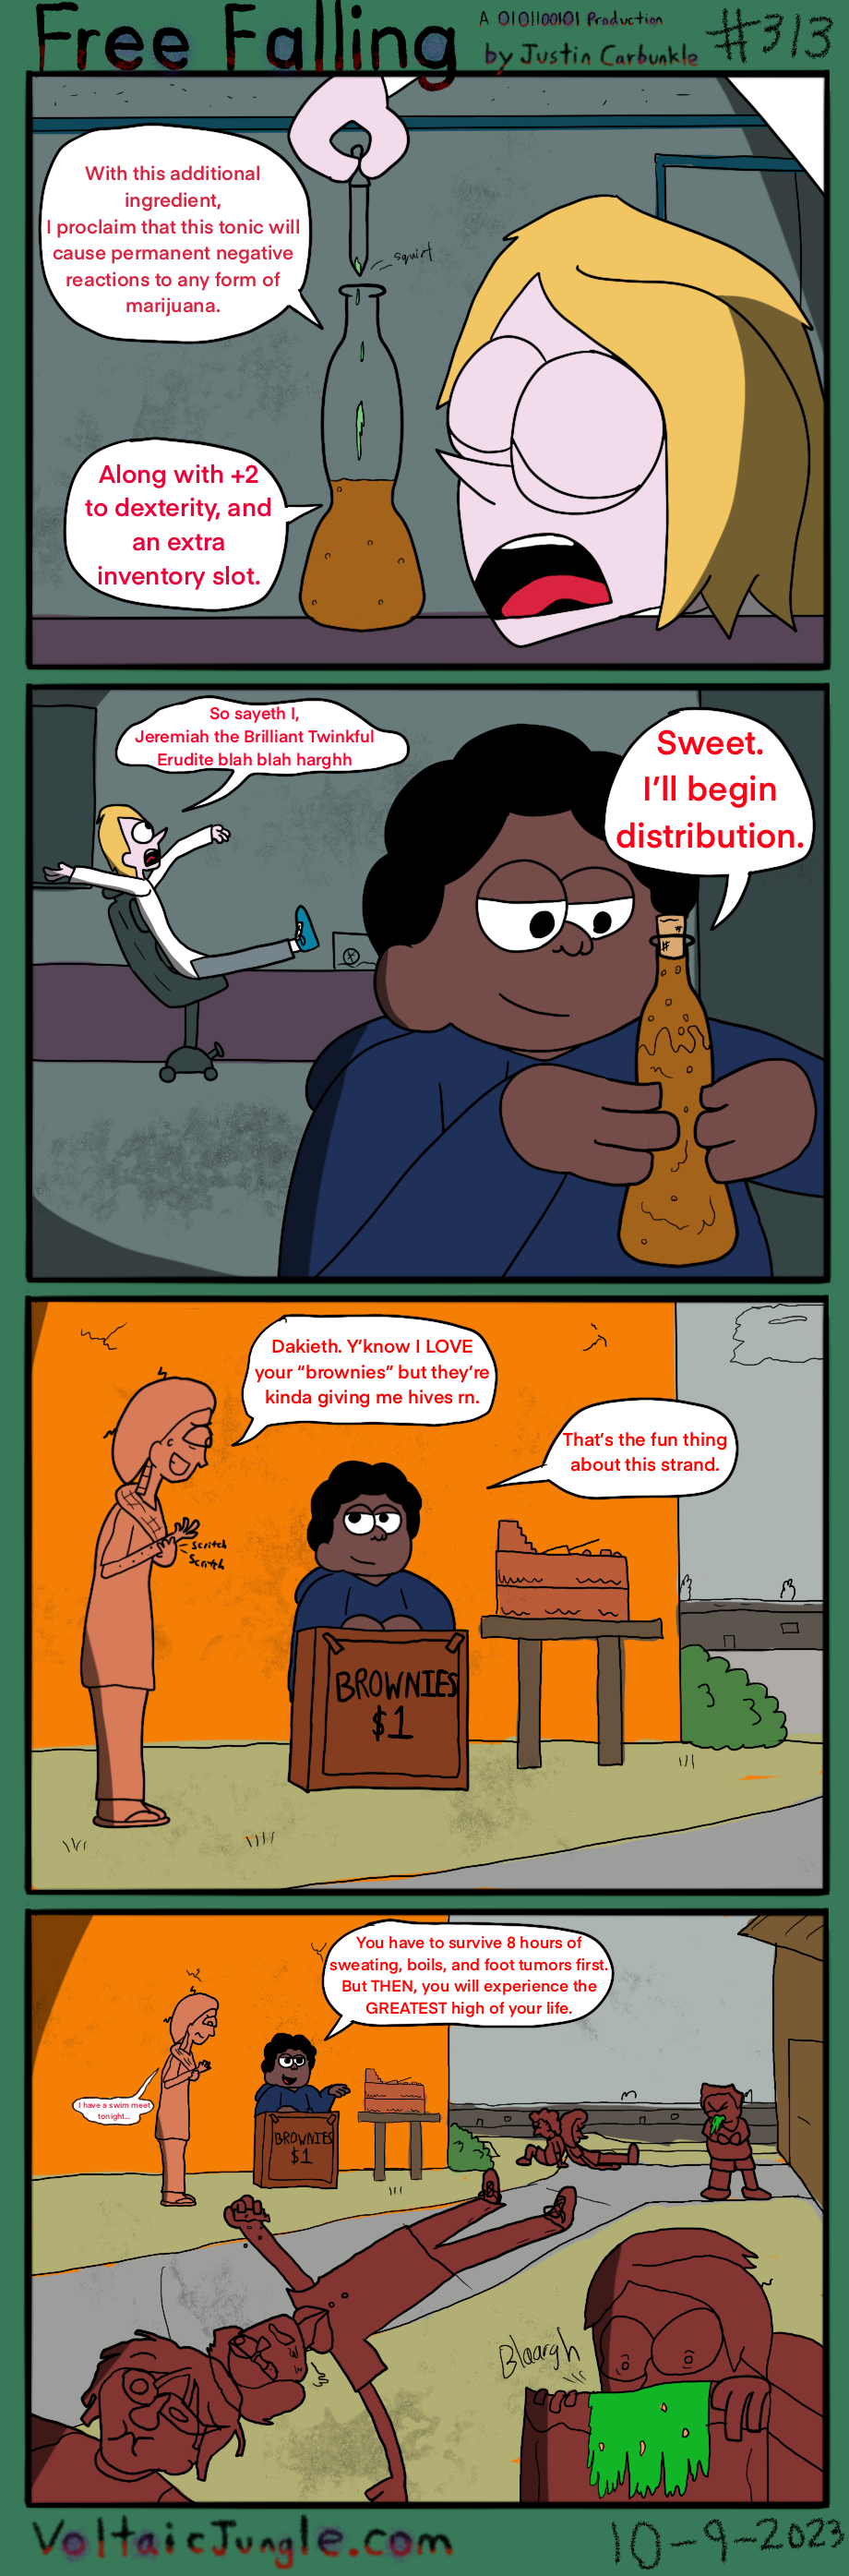 Free Falling
A 0101100101 Production
by Justin Carbunkle
#313
With this additional
ingredient,
I proclaim that this tonic will
cause permanent negative
reactions to any form of
marijuana.
squirt
Along with +2
to dexterity, and
an extra
inventory slot.
So sayeth I,
Jeremiah the Brilliant Twinkful
Erudite blah blah harghh
Sweet.
I'll begin
distribution.
Dakieth. Y'know I LOVE
your “brownies” but they're
kinda giving me hives rn.
That's the fun thing
about this strand.
scritch
scritch
BROWNIES
$1
You have to survive 8 hours of
sweating, boils, and foot tumors first.
But THEN, you will experience the
GREATEST high of your life.
I have a swim meet
tonight...
BROWNIES
$1
Blaargh
VoltaicJungle.com
10-9-2023